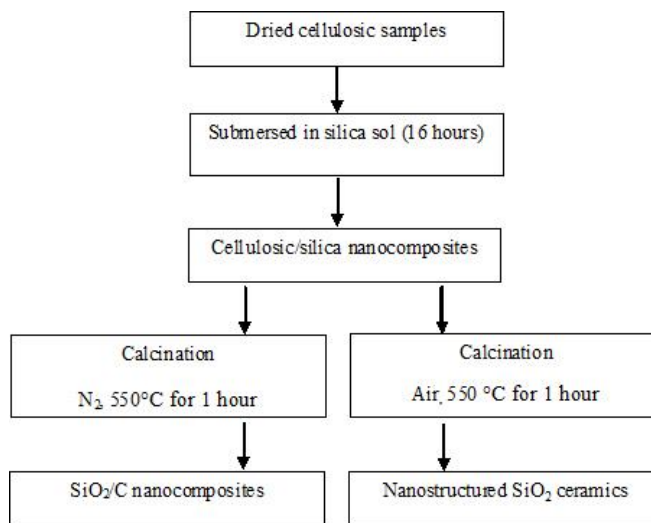 Dried cellulosic samples
Submersed in silica sol (16 hours)
Cellulosic/silica nanocomposites
Calcination
N₂, 550°C for 1 hour
Calcination
Air, 550 °C for 1 hour
SiO₂/C nanocomposites
Nanostructured SiO₂ ceramics